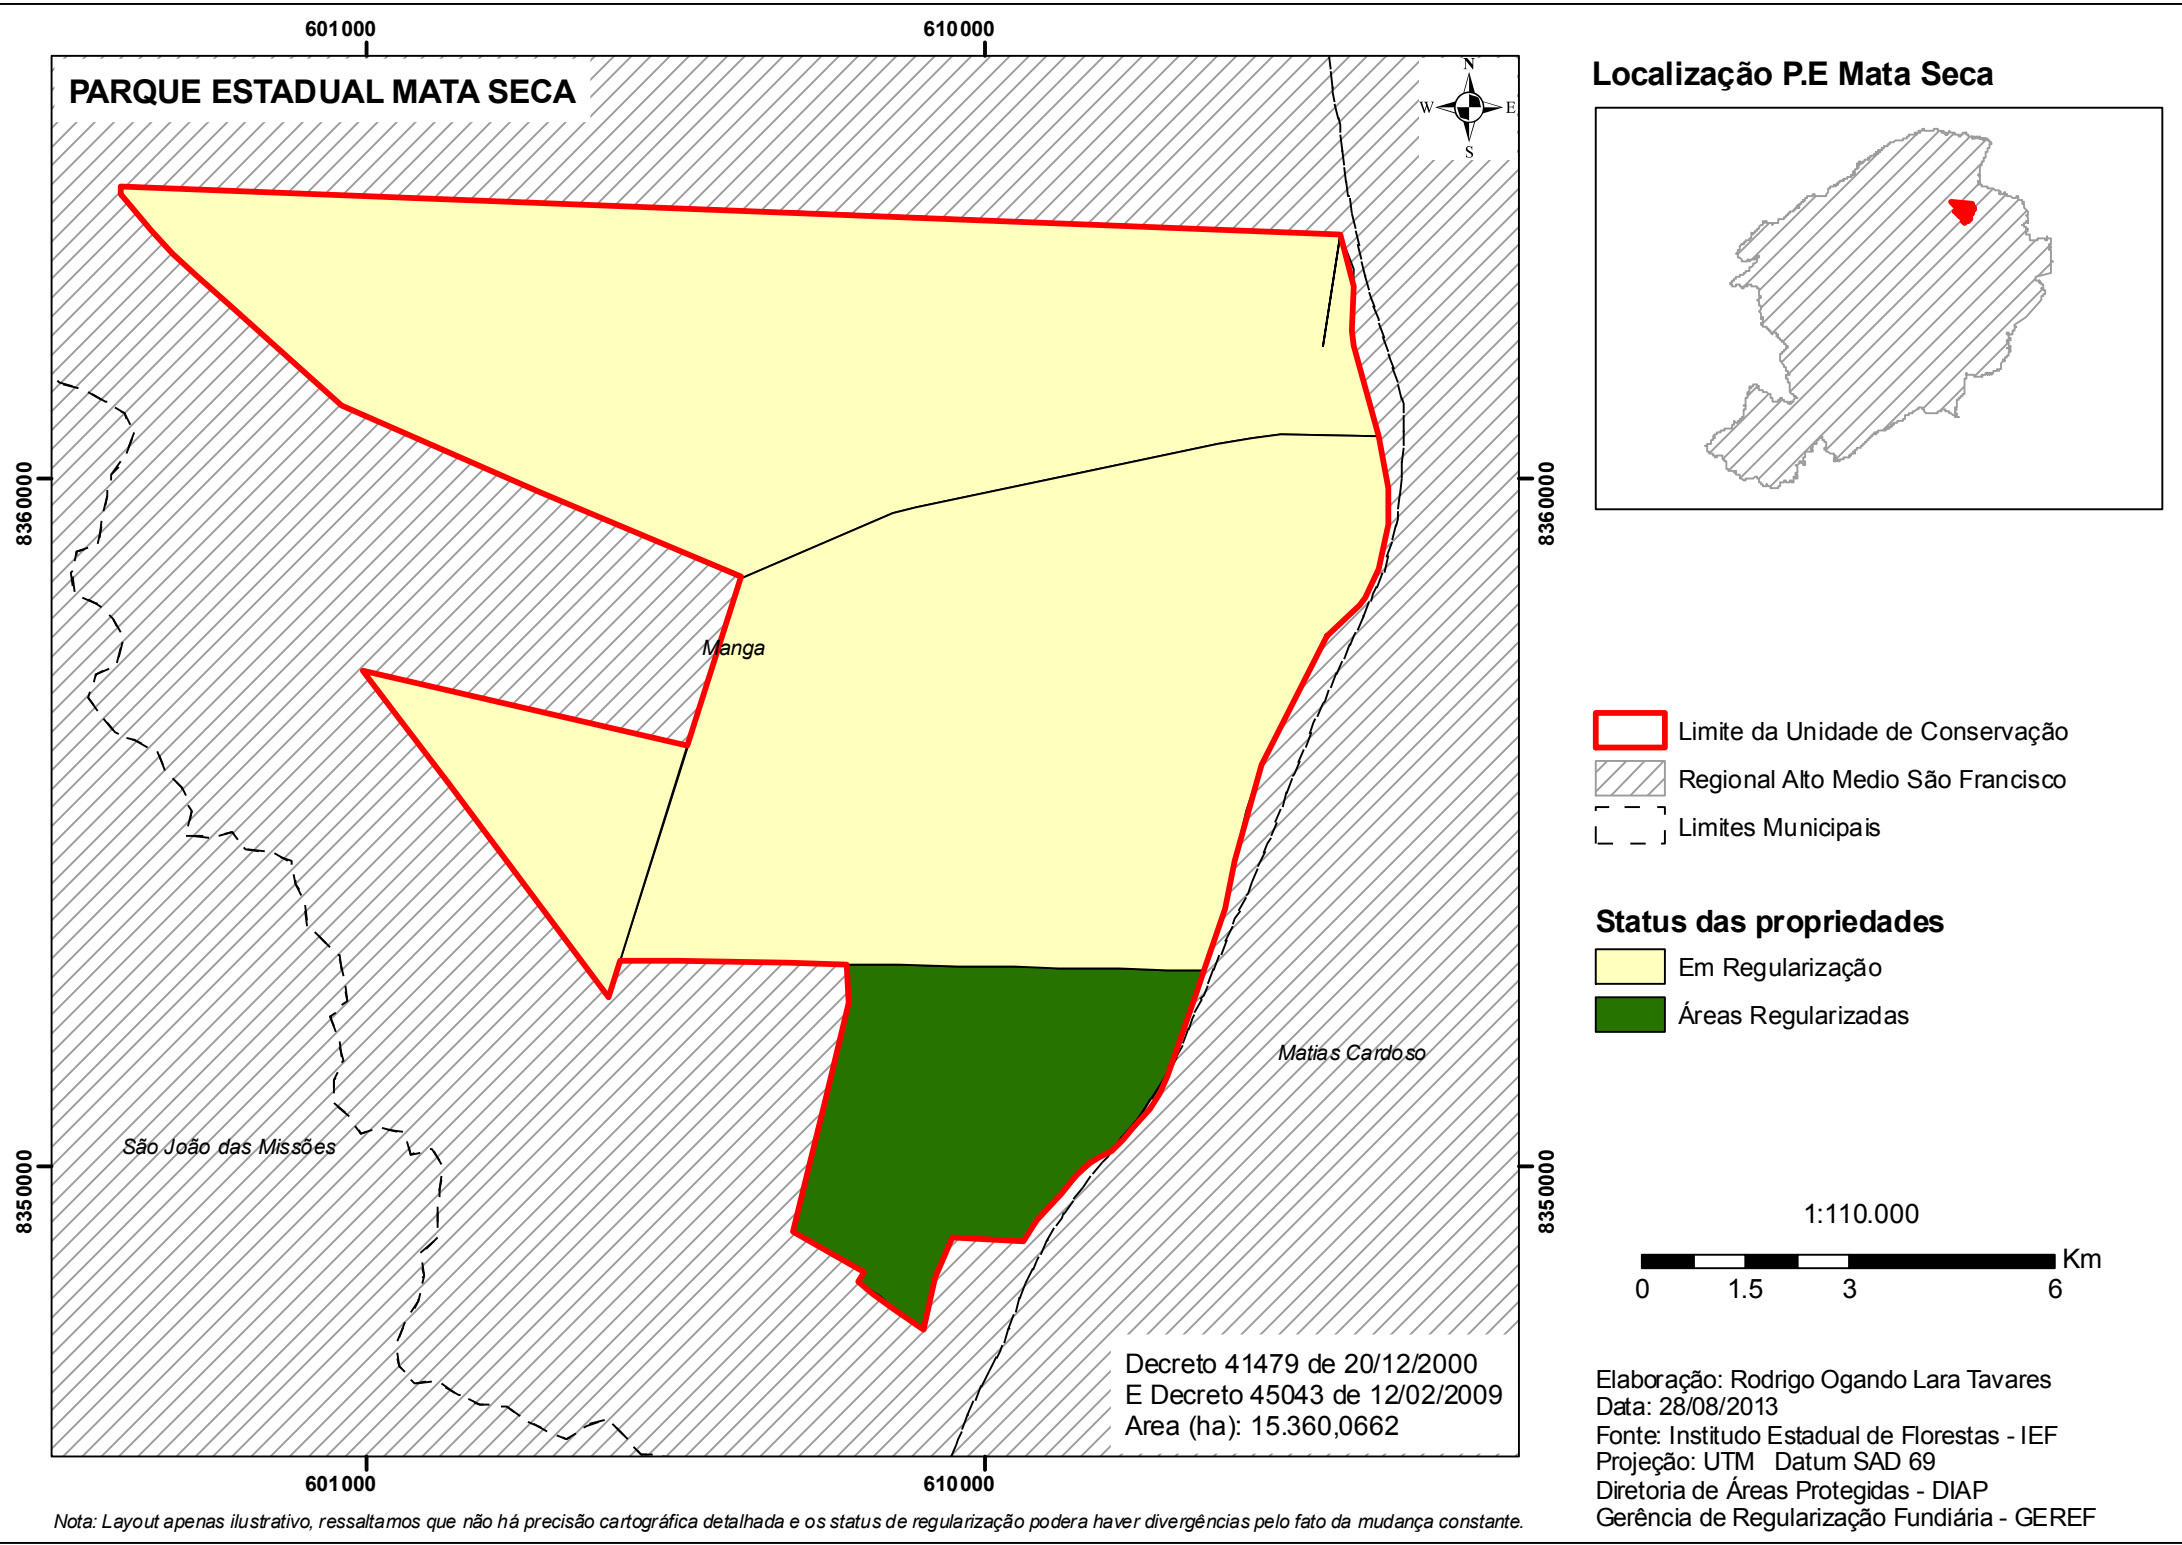 601000
610000
PARQUE ESTADUAL MATA SECA
N
W
E
S
Localização P.E Mata Seca
8360000
8360000
Manga
Limite da Unidade de Conservação
Regional Alto Medio São Francisco
Limites Municipais
Status das propriedades
Em Regularização
Áreas Regularizadas
Matias Cardoso
São João das Missões
8350000
8350000
1:110.000
Km
0 1.5 3 6
Decreto 41479 de 20/12/2000
E Decreto 45043 de 12/02/2009
Area (ha): 15.360,0662
Elaboração: Rodrigo Ogando Lara Tavares
Data: 28/08/2013
Fonte: Institudo Estadual de Florestas - IEF
Projeção: UTM Datum SAD 69
Diretoria de Áreas Protegidas - DIAP
Gerência de Regularização Fundiária - GEREF
601000
610000
Nota: Layout apenas ilustrativo, ressaltamos que não há precisão cartográfica detalhada e os status de regularização podera haver divergências pelo fato da mudança constante.